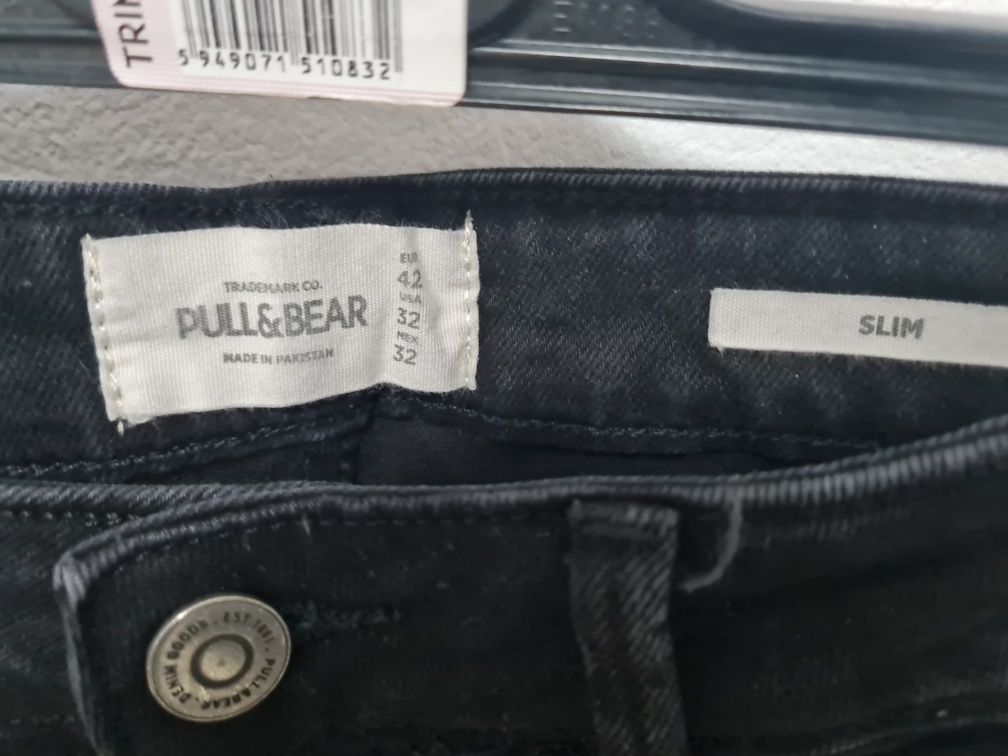 TRIM
5 949071 510832
TRADEMARK CO.
PULL&BEAR
MADE IN PAKISTAN
EUR
42
USA
32
MEX
32
SLIM
DENIM GOODS · EST. 1991 · PULL&BEAR ·